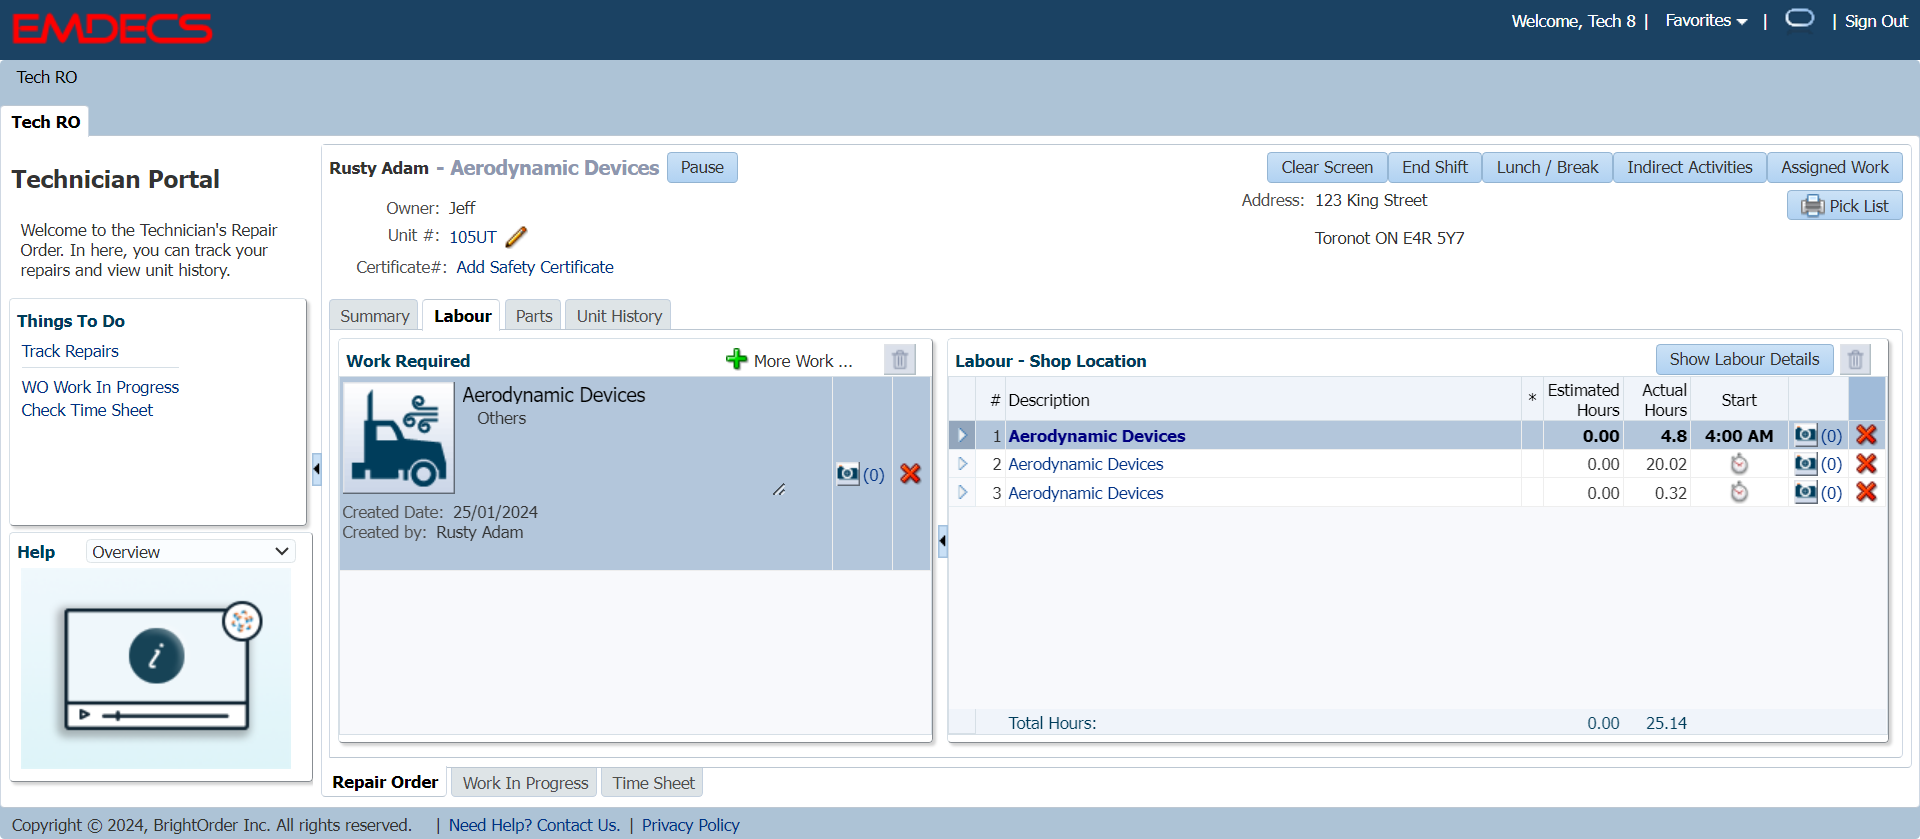 EMDECS
Welcome, Tech 8 | Favorites | | Sign Out
Tech RO
Tech RO
Technician Portal
Welcome to the Technician's Repair
Order. In here, you can track your
repairs and view unit history.
Things To Do
Track Repairs
WO Work In Progress
Check Time Sheet
Help Overview
i
Rusty Adam - Aerodynamic Devices Pause
Clear Screen End Shift Lunch / Break Indirect Activities Assigned Work
Owner: Jeff
Unit #: 105UT
Certificate#: Add Safety Certificate
Address: 123 King Street
Toronot ON E4R 5Y7
Pick List
Summary Labour Parts Unit History
Work Required More Work ...
Aerodynamic Devices
Others
(0)
Created Date: 25/01/2024
Created by: Rusty Adam
Labour - Shop Location Show Labour Details
# Description * Estimated Hours Actual Hours Start
1 Aerodynamic Devices 0.00 4.8 4:00 AM (0)
2 Aerodynamic Devices 0.00 20.02 (0)
3 Aerodynamic Devices 0.00 0.32 (0)
Total Hours: 0.00 25.14
Repair Order Work In Progress Time Sheet
Copyright © 2024, BrightOrder Inc. All rights reserved. | Need Help? Contact Us. | Privacy Policy